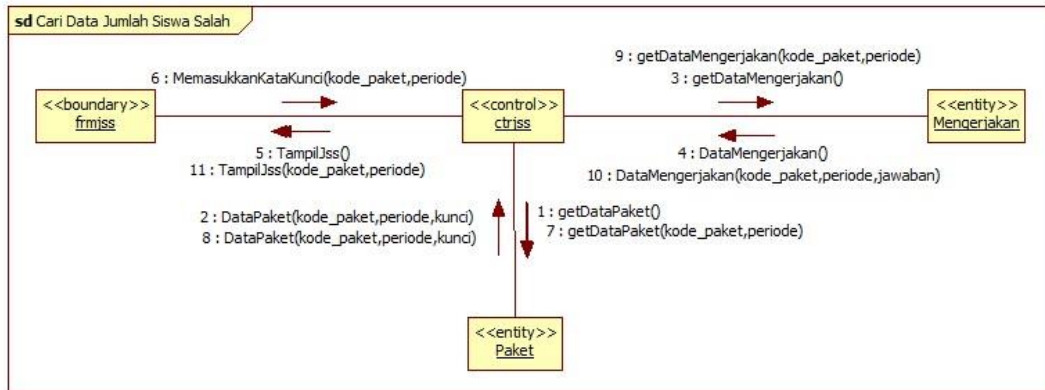 sd Cari Data Jumlah Siswa Salah
9 : getDataMengerjakan(kode_paket,periode)
6 : MemasukkanKataKunci(kode_paket,periode)
3 : getDataMengerjakan()
<<boundary>>
frmjss
<<control>>
ctrjss
<<entity>>
Mengerjakan
5 : TampilJss()
11 : TampilJss(kode_paket,periode)
4 : DataMengerjakan()
10 : DataMengerjakan(kode_paket,periode,jawaban)
2 : DataPaket(kode_paket,periode,kunci)
8 : DataPaket(kode_paket,periode,kunci)
1 : getDataPaket()
7 : getDataPaket(kode_paket,periode)
<<entity>>
Paket